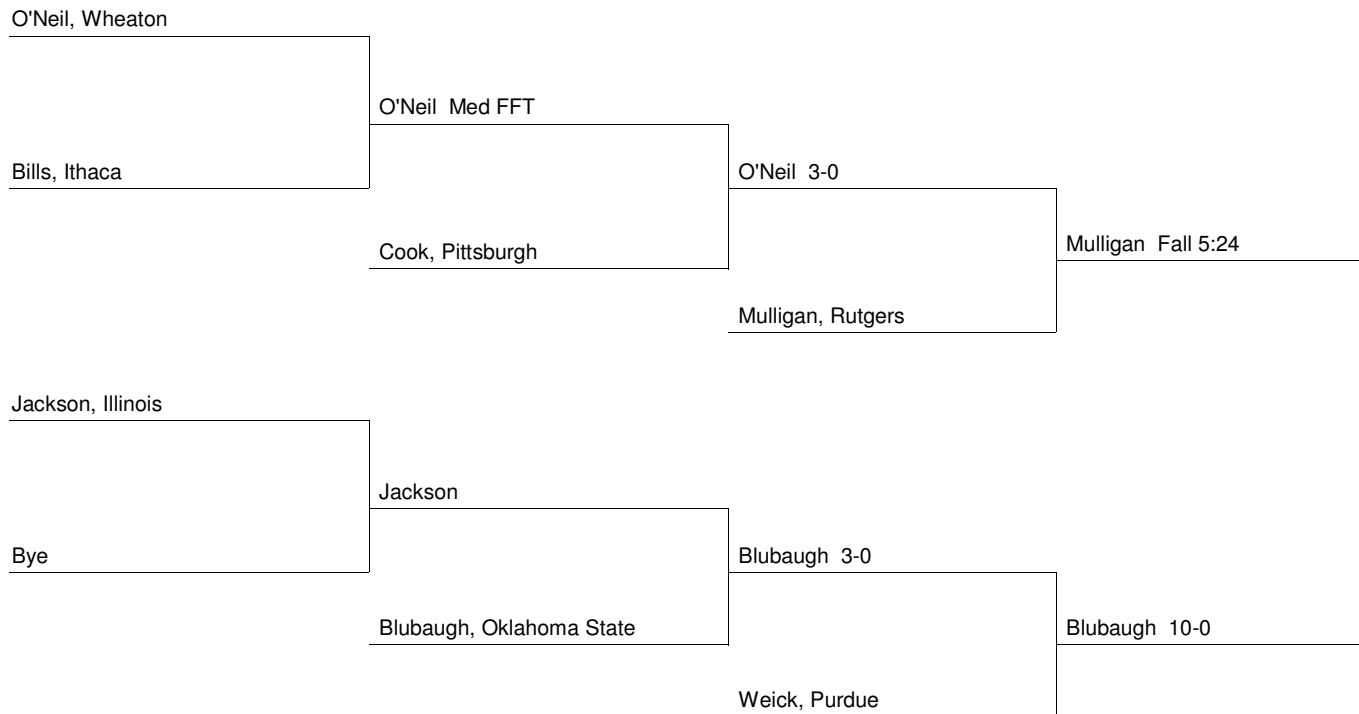 O'Neil, Wheaton
O'Neil Med FFT
Bills, Ithaca
O'Neil 3-0
Mulligan Fall 5:24
Cook, Pittsburgh
Mulligan, Rutgers
Jackson, Illinois
Jackson
Bye
Blubaugh 3-0
Blubaugh, Oklahoma State
Blubaugh 10-0
Weick, Purdue